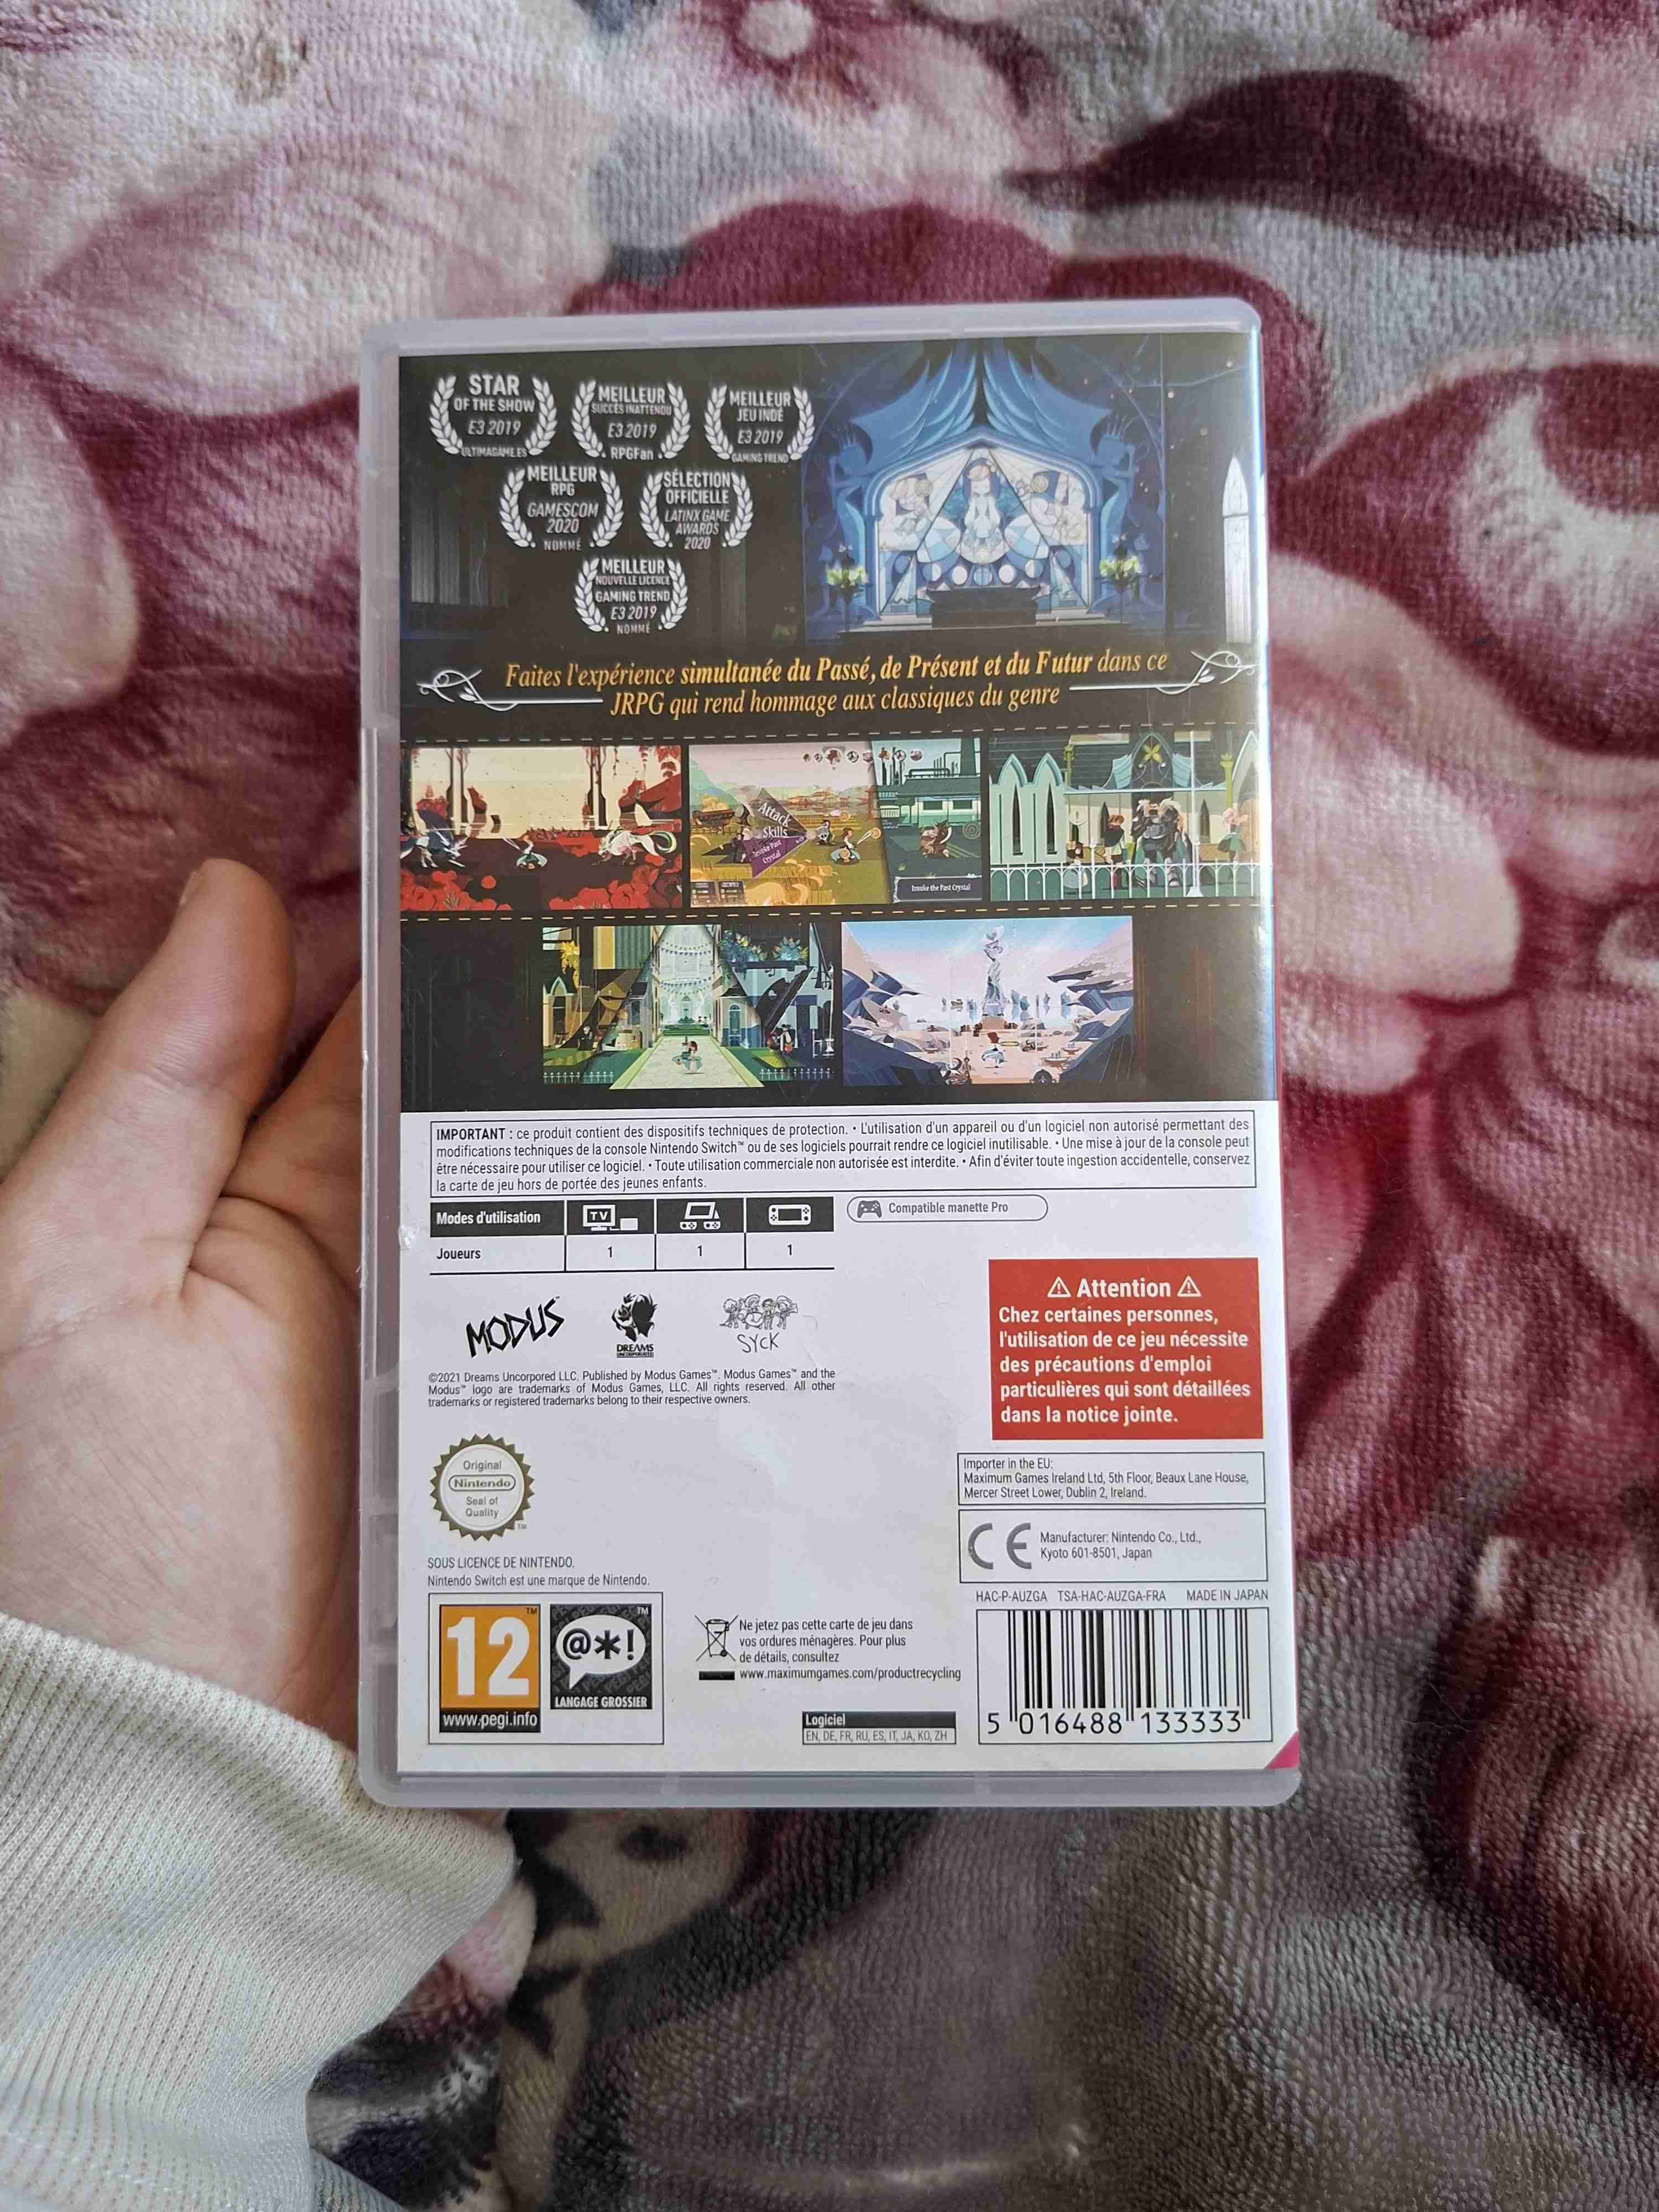 STAR
OF THE SHOW
E3 2019
ULTIMAGAME.ES
MEILLEUR
SUCCÈS INATTENDU
E3 2019
RPGFan
MEILLEUR
JEU INDÉ
E3 2019
GAMING TREND
MEILLEUR
RPG
GAMESCOM
2020
NOMMÉ
SÉLECTION
OFFICIELLE
LATINX GAME
AWARDS
2020
MEILLEUR
NOUVELLE LICENCE
GAMING TREND
E3 2019
NOMMÉ
Faites l'expérience simultanée du Passé, de Présent et du Futur dans ce
JRPG qui rend hommage aux classiques du genre
Attack
Skills
Invoke Past
Crystal
Invoke the Past Crystal
IMPORTANT : ce produit contient des dispositifs techniques de protection. • L'utilisation d'un appareil ou d'un logiciel non autorisé permettant des
modifications techniques de la console Nintendo Switch™ ou de ses logiciels pourrait rendre ce logiciel inutilisable. • Une mise à jour de la console peut
être nécessaire pour utiliser ce logiciel. • Toute utilisation commerciale non autorisée est interdite. • Afin d'éviter toute ingestion accidentelle, conservez
la carte de jeu hors de portée des jeunes enfants.
Modes d'utilisation TV
Compatible manette Pro
Joueurs 1 1 1
⚠ Attention ⚠
Chez certaines personnes,
l'utilisation de ce jeu nécessite
des précautions d'emploi
particulières qui sont détaillées
dans la notice jointe.
MODUS™
DREAMS
UNCORPORATED
SYCK
©2021 Dreams Uncorpored LLC. Published by Modus Games™. Modus Games™ and the
Modus™ logo are trademarks of Modus Games, LLC. All rights reserved. All other
trademarks or registered trademarks belong to their respective owners.
Original
Nintendo
Seal of
Quality
TM
Importer in the EU:
Maximum Games Ireland Ltd, 5th Floor, Beaux Lane House,
Mercer Street Lower, Dublin 2, Ireland.
CE Manufacturer: Nintendo Co., Ltd.,
Kyoto 601-8501, Japan
SOUS LICENCE DE NINTENDO.
Nintendo Switch est une marque de Nintendo.
HAC-P-AUZGA TSA-HAC-AUZGA-FRA MADE IN JAPAN
12™
www.pegi.info
@*!™
LANGAGE GROSSIER
Ne jetez pas cette carte de jeu dans
vos ordures ménagères. Pour plus
de détails, consultez
www.maximumgames.com/productrecycling
Logiciel
EN, DE, FR, RU, ES, IT, JA, KO, ZH
5 016488 133333